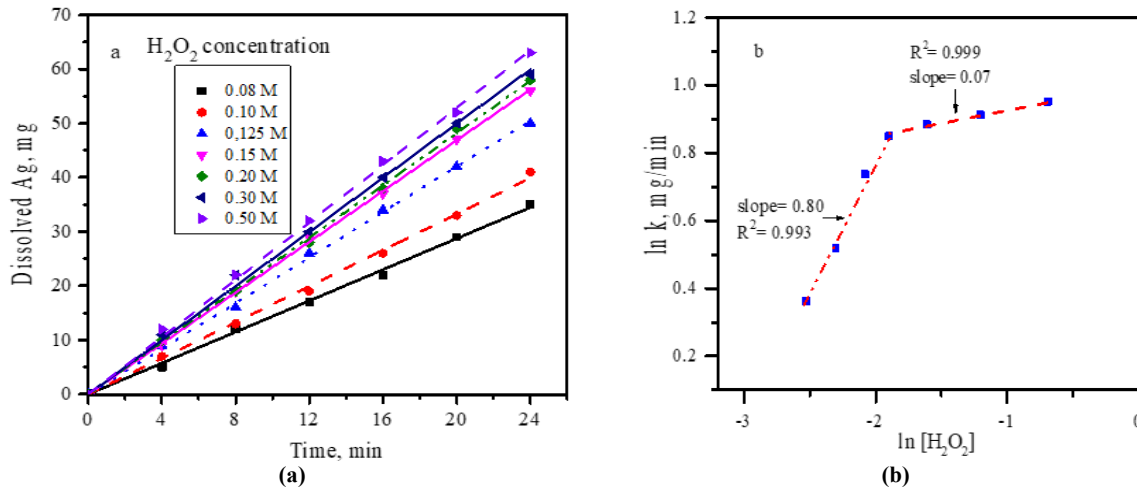 a
H₂O₂ concentration
0.08 M
0.10 M
0.125 M
0.15 M
0.20 M
0.30 M
0.50 M
Dissolved Ag, mg
70
60
50
40
30
20
10
0
0 4 8 12 16 20 24
Time, min
(a)
b
R²= 0.999
slope= 0.07
slope= 0.80
R²= 0.993
ln k, mg/min
1.2
1.0
0.8
0.6
0.4
0.2
-3 -2 -1 0
ln [H₂O₂]
(b)